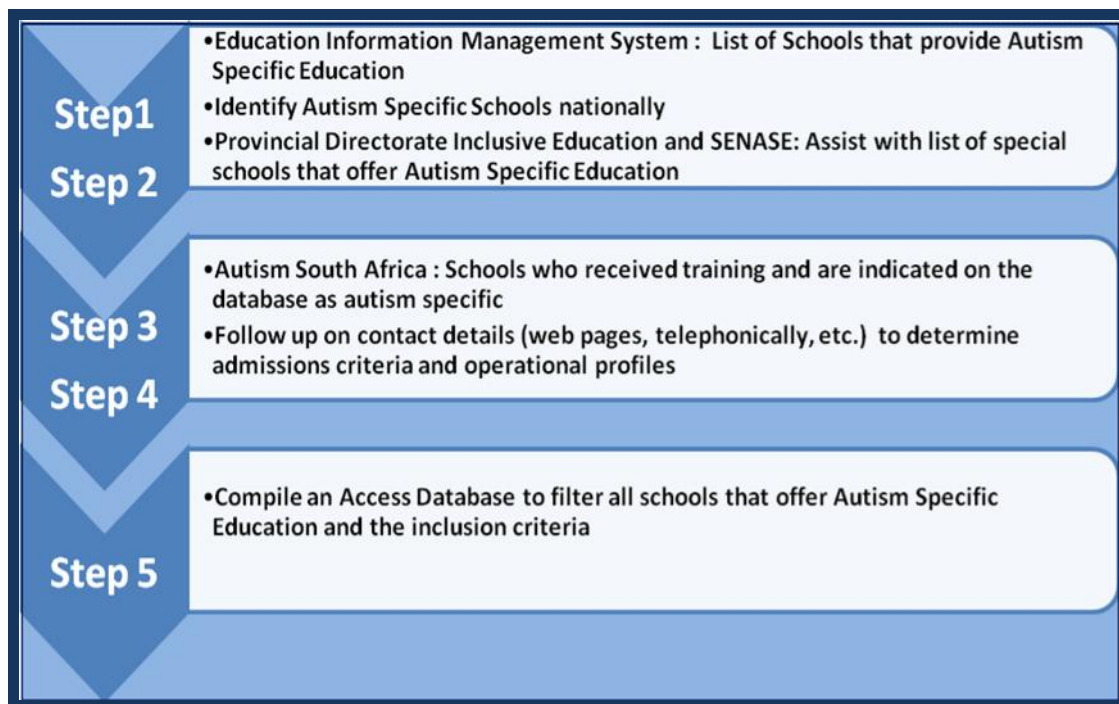 Step1
Step 2
•Education Information Management System : List of Schools that provide Autism
Specific Education
•Identify Autism Specific Schools nationally
•Provincial Directorate Inclusive Education and SENASE: Assist with list of special
schools that offer Autism Specific Education
Step 3
Step 4
•Autism South Africa : Schools who received training and are indicated on the
database as autism specific
•Follow up on contact details (web pages, telephonically, etc.) to determine
admissions criteria and operational profiles
Step 5
•Compile an Access Database to filter all schools that offer Autism Specific
Education and the inclusion criteria